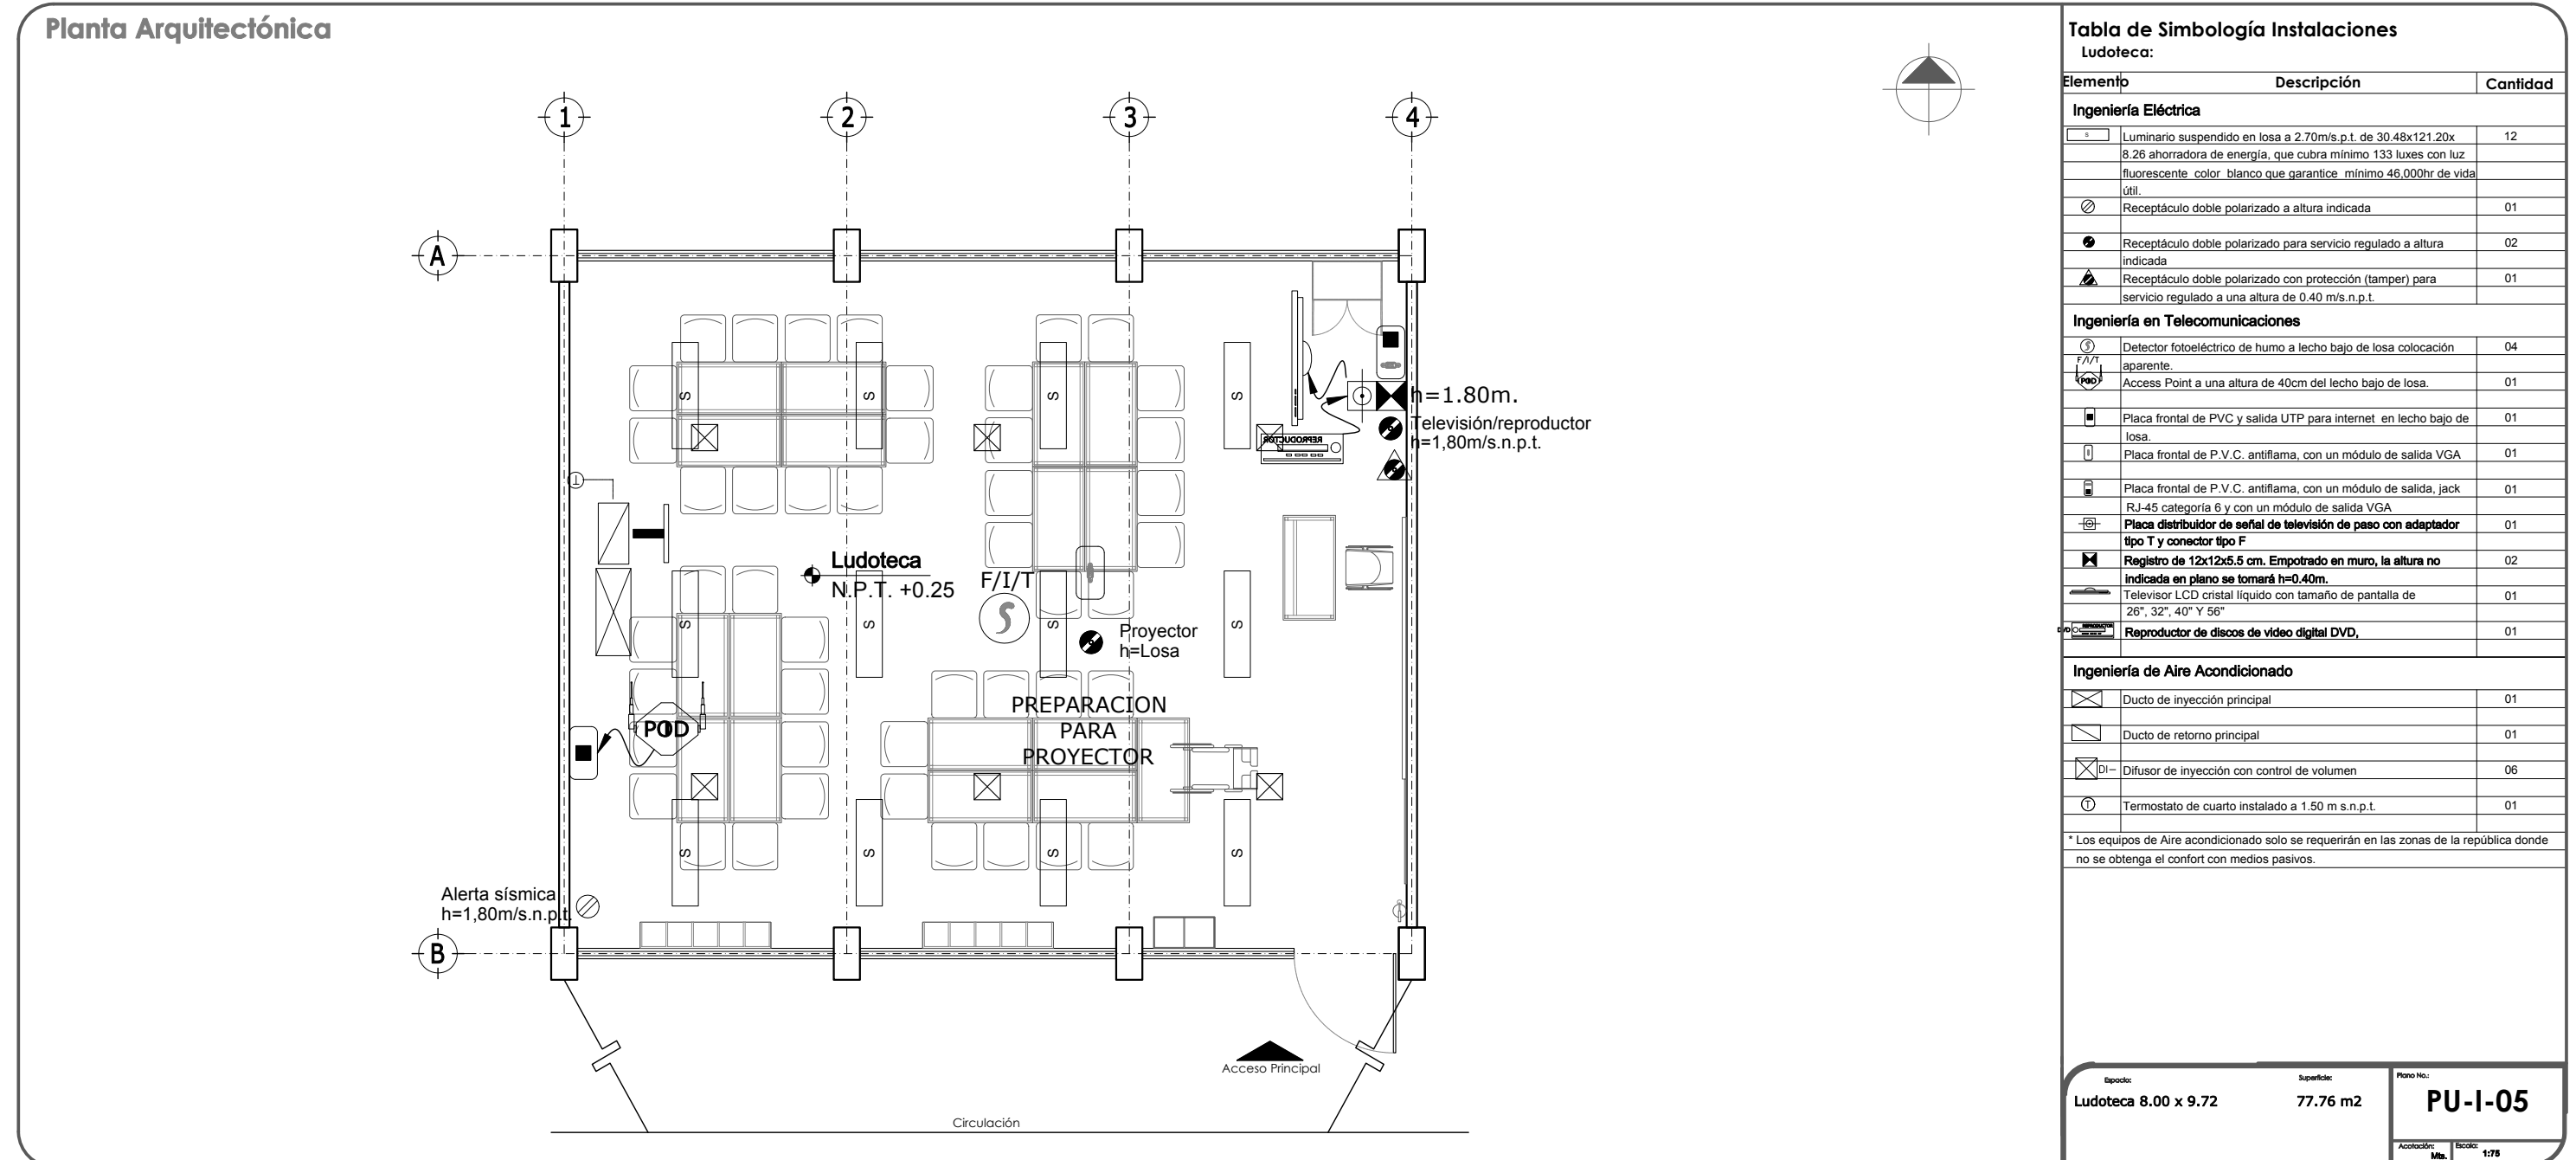 Planta Arquitectónica
1
2
3
4
A
B
S
S
S
S
S
S
S
S
S
S
S
S
REPRODUCTOR
h=1.80m.
Televisión/reproductor
h=1,80m/s.n.p.t.
T
Ludoteca
N.P.T. +0.25
F/I/T
S
Proyector
h=Losa
PREPARACION
PARA
PROYECTOR
POD
Alerta sísmica
h=1,80m/s.n.p.t.
Acceso Principal
Circulación
Tabla de Simbología Instalaciones
Ludoteca:
Elemento Descripción Cantidad
Ingeniería Eléctrica
S Luminario suspendido en losa a 2.70m/s.p.t. de 30.48x121.20x 12
8.26 ahorradora de energía, que cubra mínimo 133 luxes con luz
fluorescente color blanco que garantice mínimo 46,000hr de vida
útil.
Receptáculo doble polarizado a altura indicada 01
Receptáculo doble polarizado para servicio regulado a altura 02
indicada
Receptáculo doble polarizado con protección (tamper) para 01
servicio regulado a una altura de 0.40 m/s.n.p.t.
Ingeniería en Telecomunicaciones
S Detector fotoeléctrico de humo a lecho bajo de losa colocación 04
F/I/T aparente.
POD Access Point a una altura de 40cm del lecho bajo de losa. 01
Placa frontal de PVC y salida UTP para internet en lecho bajo de 01
losa.
Placa frontal de P.V.C. antiflama, con un módulo de salida VGA 01
Placa frontal de P.V.C. antiflama, con un módulo de salida, jack 01
RJ-45 categoría 6 y con un módulo de salida VGA
Placa distribuidor de señal de televisión de paso con adaptador 01
tipo T y conector tipo F
Registro de 12x12x5.5 cm. Empotrado en muro, la altura no 02
indicada en plano se tomará h=0.40m.
Televisor LCD cristal líquido con tamaño de pantalla de 01
26", 32", 40" Y 56"
DVD REPRODUCTOR Reproductor de discos de video digital DVD, 01
Ingeniería de Aire Acondicionado
Ducto de inyección principal 01
Ducto de retorno principal 01
DI– Difusor de inyección con control de volumen 06
T Termostato de cuarto instalado a 1.50 m s.n.p.t. 01
* Los equipos de Aire acondicionado solo se requerirán en las zonas de la república donde
no se obtenga el confort con medios pasivos.
Espacio: Superficie: Plano No.:
Ludoteca 8.00 x 9.72 77.76 m2 PU-I-05
Acotación: Escala:
Mts. 1:75